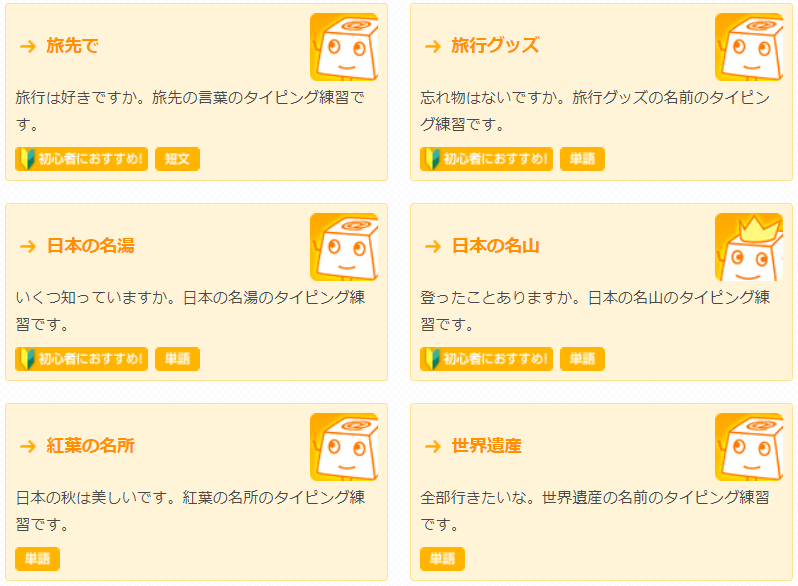 → 旅先で
旅行は好きですか。旅先の言葉のタイピング練習で
す。
初心者におすすめ! 短文
→ 旅行グッズ
忘れ物はないですか。旅行グッズの名前のタイピン
グ練習です。
初心者におすすめ! 単語
→ 日本の名湯
いくつ知っていますか。日本の名湯のタイピング練
習です。
初心者におすすめ! 単語
→ 日本の名山
登ったことありますか。日本の名山のタイピング練
習です。
初心者におすすめ! 単語
→ 紅葉の名所
日本の秋は美しいです。紅葉の名所のタイピング練
習です。
単語
→ 世界遺産
全部行きたいな。世界遺産の名前のタイピング練習
です。
単語